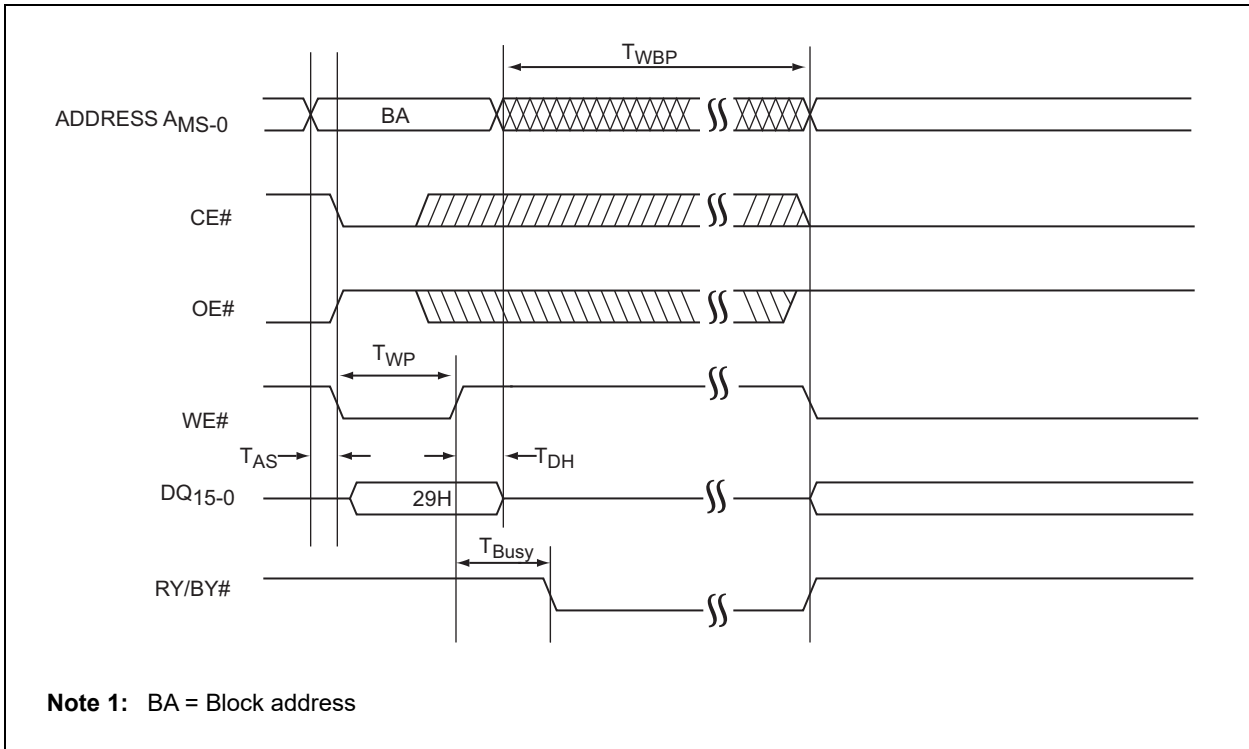 TWBP
ADDRESS AMS-0
BA
CE#
OE#
TWP
WE#
TAS
TDH
DQ15-0
29H
TBusy
RY/BY#
Note 1: BA = Block address